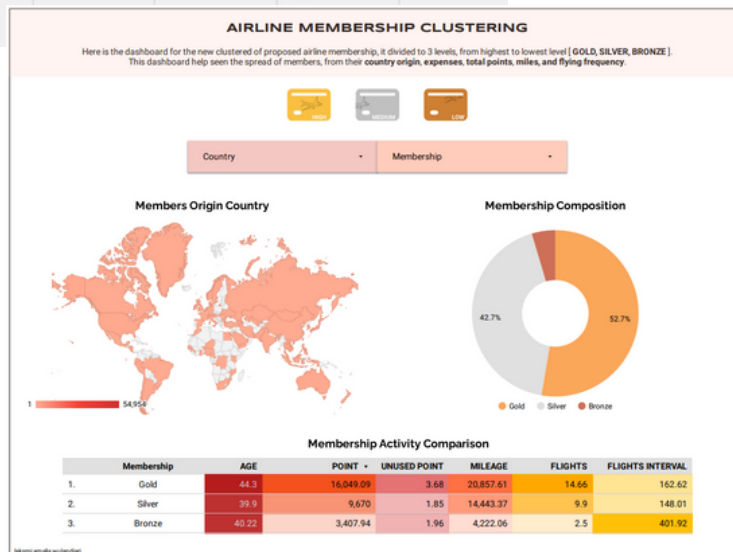 AIRLINE MEMBERSHIP CLUSTERING
Here is the dashboard for the new clustered of proposed airline membership, it divided to 3 levels, from highest to lowest level [ GOLD, SILVER, BRONZE ].
This dashboard help seen the spread of members, from their country origin, expenses, total points, miles, and flying frequency.
HIGH MEDIUM LOW
Country Membership
Members Origin Country Membership Composition
42.7% 52.7%
1 54,954
Gold Silver Bronze
Membership Activity Comparison
Membership AGE POINT UNUSED POINT MILEAGE FLIGHTS FLIGHTS INTERVAL
1. Gold 44.3 16,049.09 3.68 20,857.61 14.66 162.62
2. Silver 39.9 9,670 1.85 14,443.37 9.9 148.01
3. Bronze 40.22 3,407.94 1.96 4,222.06 2.5 401.92